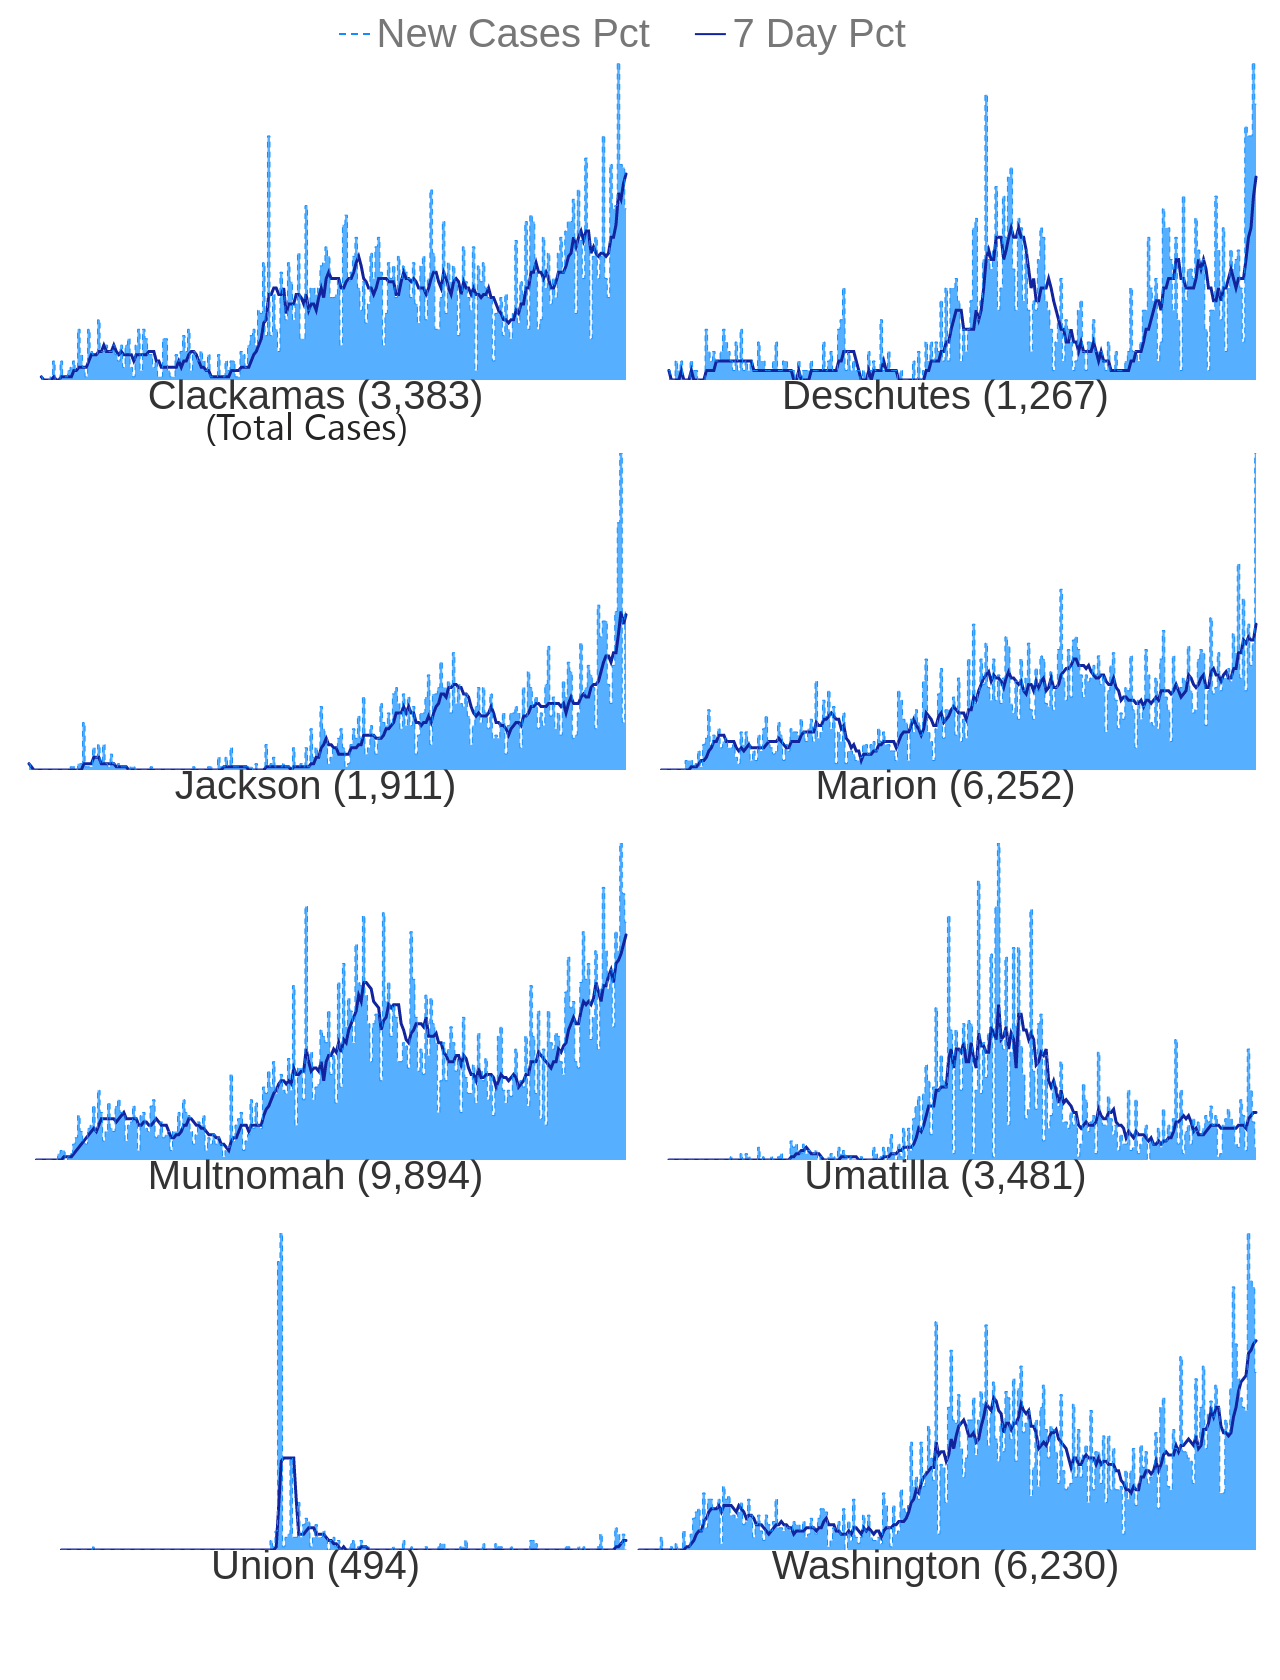 New Cases Pct 7 Day Pct
Clackamas (3,383) Deschutes (1,267)
(Total Cases)
Jackson (1,911) Marion (6,252)
Multnomah (9,894) Umatilla (3,481)
Union (494) Washington (6,230)